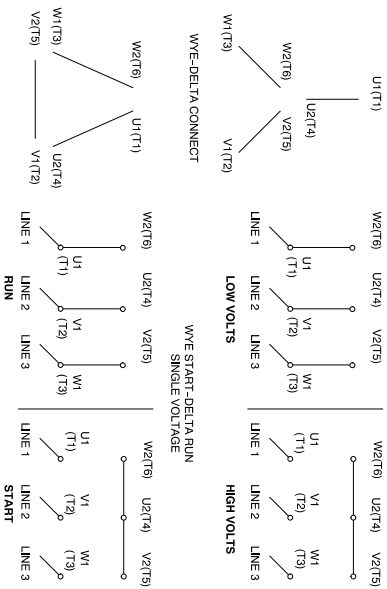 U1(T1)
U2(T4)
W2(T6) V2(T5)
W1(T3) V1(T2)
W2(T6) U2(T4) V2(T5)
U1 V1 W1
(T1) (T2) (T3)
LINE 1 LINE 2 LINE 3
LOW VOLTS
W2(T6) U2(T4) V2(T5)
U1 V1 W1
(T1) (T2) (T3)
LINE 1 LINE 2 LINE 3
HIGH VOLTS
WYE-DELTA CONNECT
WYE START-DELTA RUN
SINGLE VOLTAGE
W2(T6) U1(T1)
W1(T3) U2(T4)
V2(T5) V1(T2)
W2(T6) U2(T4) V2(T5)
U1 V1 W1
(T1) (T2) (T3)
LINE 1 LINE 2 LINE 3
RUN
W2(T6) U2(T4) V2(T5)
U1 V1 W1
(T1) (T2) (T3)
LINE 1 LINE 2 LINE 3
START